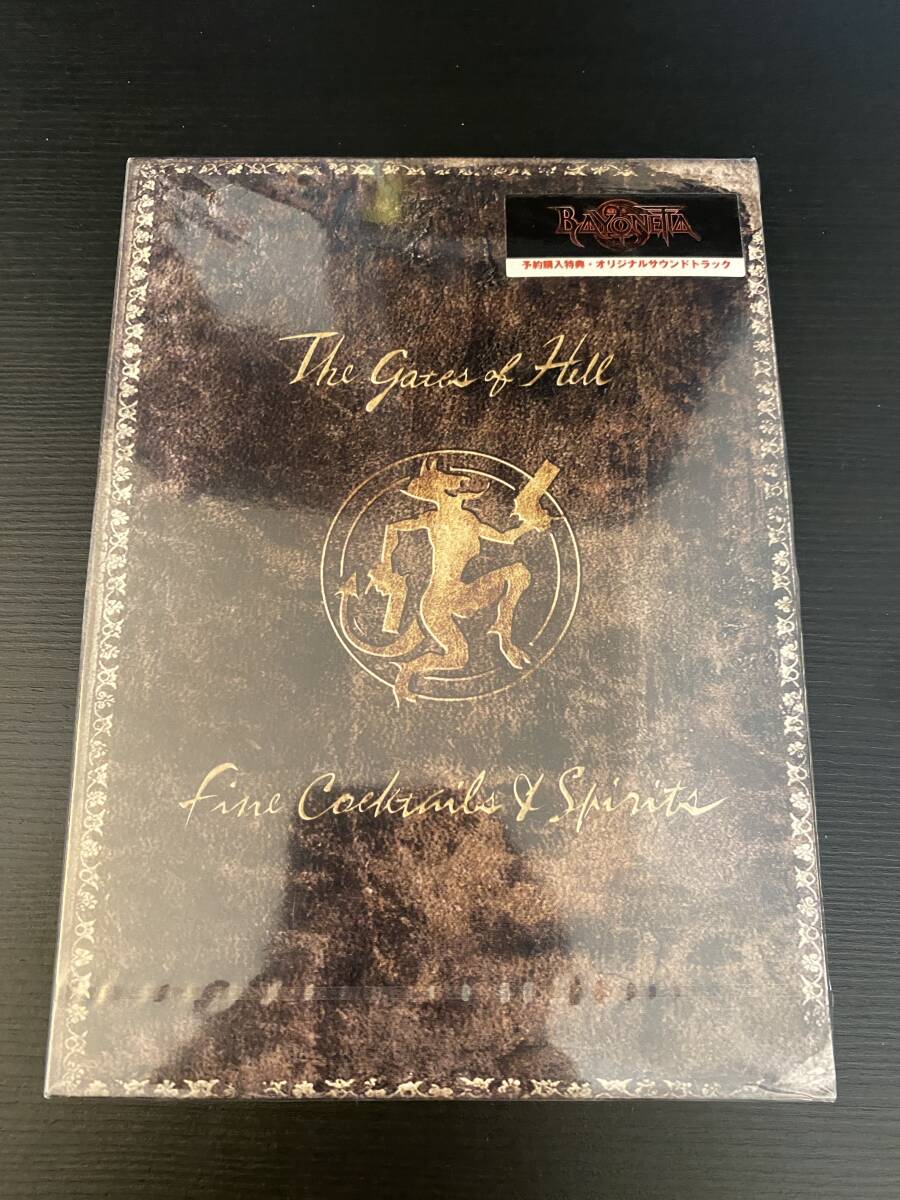 BAYONETTA
予約購入特典・オリジナルサウンドトラック
The Gates of Hell
Fine Cocktails & Spirits